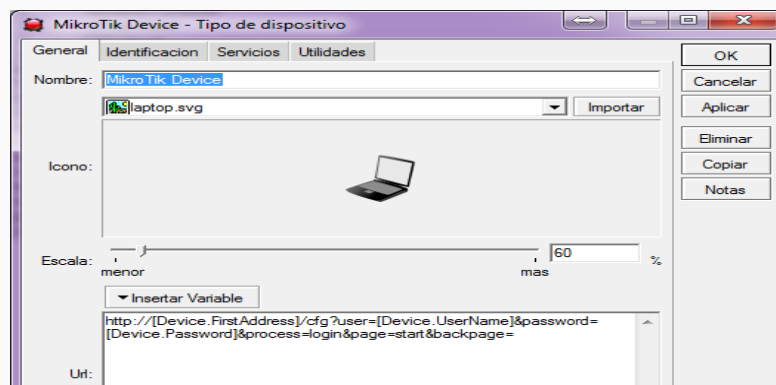 MikroTik Device - Tipo de dispositivo
General Identificacion Servicios Utilidades
OK
Nombre: MikroTik Device
Cancelar
laptop.svg Importar
Aplicar
Eliminar
Icono:
Copiar
Notas
Escala: 60 %
menor mas
Insertar Variable
http://[Device.FirstAddress]/cfg?user=[Device.UserName]&password=
[Device.Password]&process=login&page=start&backpage=
Url: